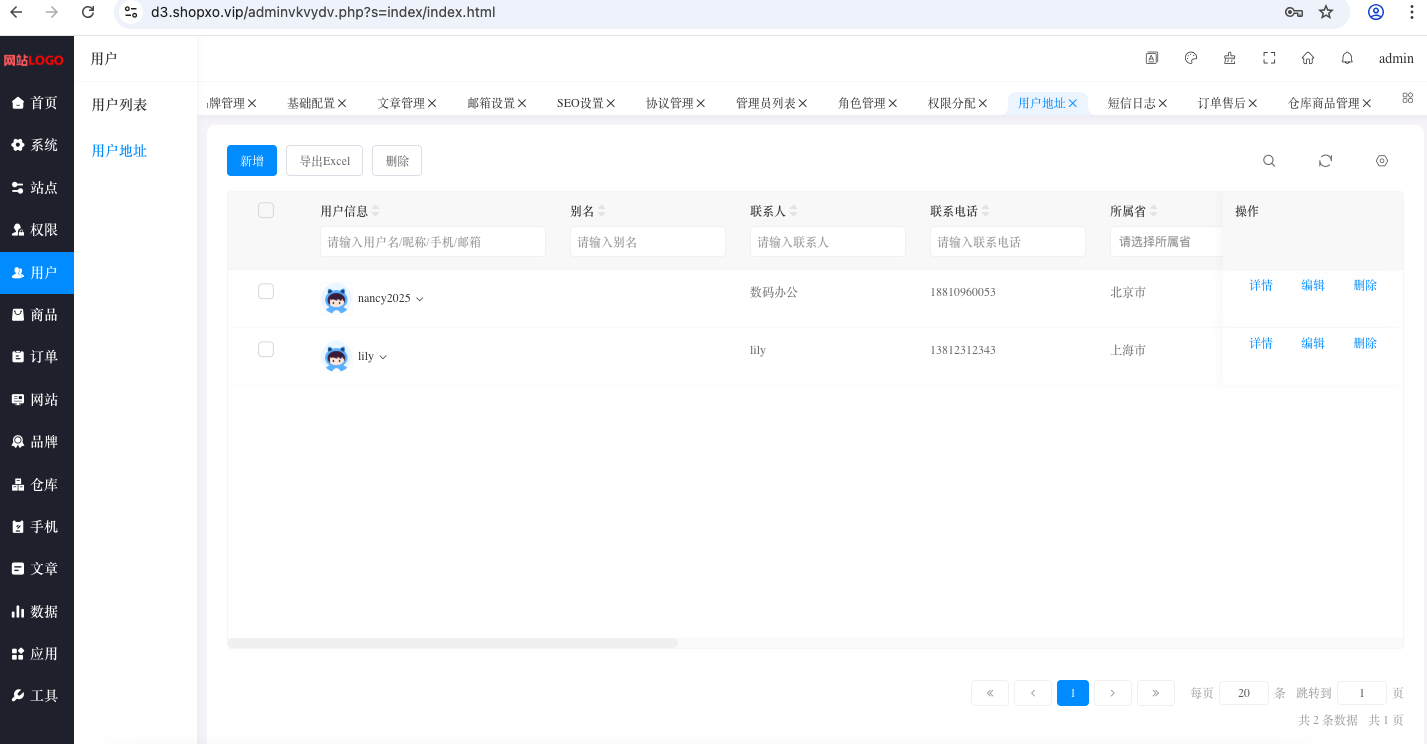 d3.shopxo.vip/adminvkvydv.php?s=index/index.html
网站LOGO
用户
admin
首页
系统
站点
权限
用户
商品
订单
网站
品牌
仓库
手机
文章
数据
应用
工具
用户列表
用户地址
牌管理 基础配置 文章管理 邮箱设置 SEO设置 协议管理 管理员列表 角色管理 权限分配 用户地址 短信日志 订单售后 仓库商品管理
新增 导出Excel 删除
用户信息 别名 联系人 联系电话 所属省 操作
请输入用户名/昵称/手机/邮箱 请输入别名 请输入联系人 请输入联系电话 请选择所属省
nancy2025 数码办公 18810960053 北京市 详情 编辑 删除
lily lily 13812312343 上海市 详情 编辑 删除
« ‹ 1 › » 每页 20 条 跳转到 1 页
共 2 条数据 共 1 页